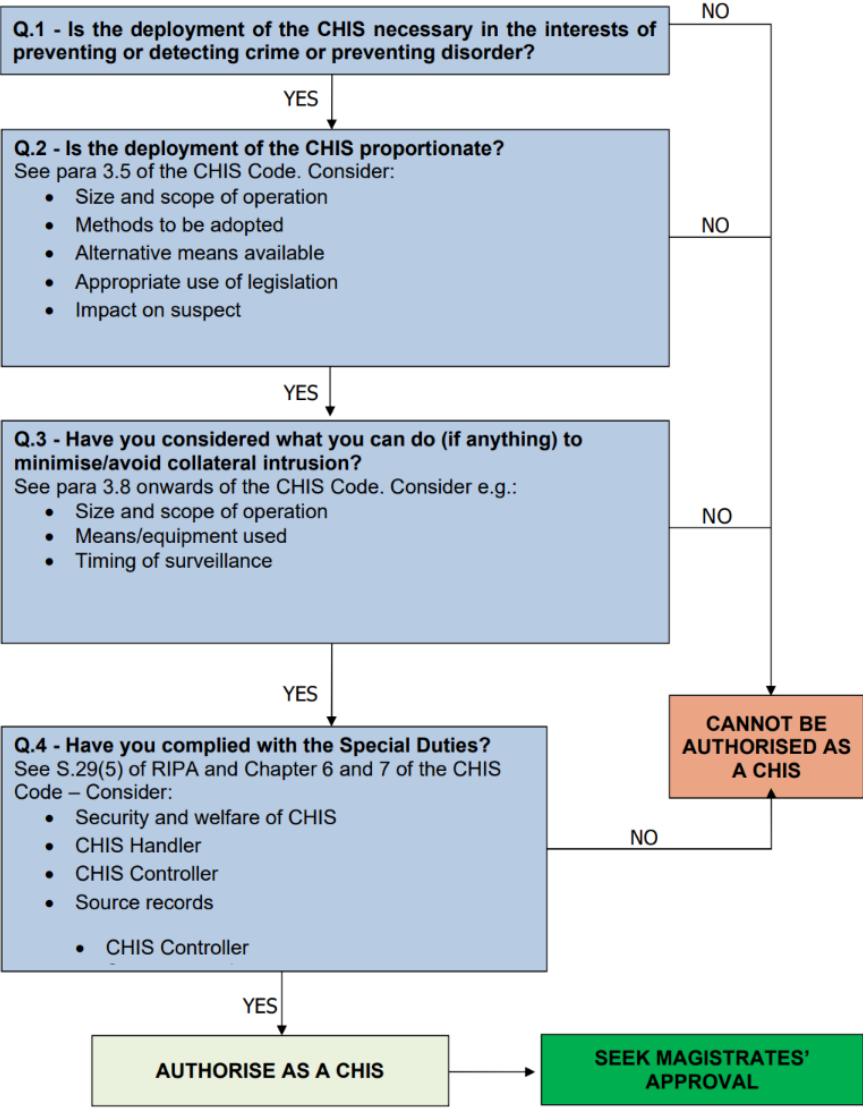 NO
Q.1 - Is the deployment of the CHIS necessary in the interests of
preventing or detecting crime or preventing disorder?
YES
Q.2 - Is the deployment of the CHIS proportionate?
See para 3.5 of the CHIS Code. Consider:
• Size and scope of operation
• Methods to be adopted
• Alternative means available
• Appropriate use of legislation
• Impact on suspect
NO
YES
Q.3 - Have you considered what you can do (if anything) to
minimise/avoid collateral intrusion?
See para 3.8 onwards of the CHIS Code. Consider e.g.:
• Size and scope of operation
• Means/equipment used
• Timing of surveillance
NO
YES
Q.4 - Have you complied with the Special Duties?
See S.29(5) of RIPA and Chapter 6 and 7 of the CHIS
Code – Consider:
• Security and welfare of CHIS
• CHIS Handler
• CHIS Controller
• Source records
• CHIS Controller
NO
CANNOT BE
AUTHORISED AS
A CHIS
YES
AUTHORISE AS A CHIS
SEEK MAGISTRATES'
APPROVAL